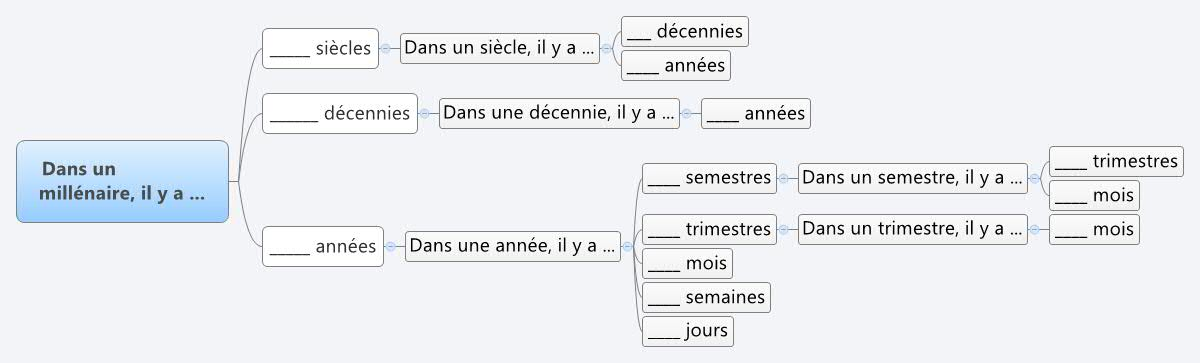 Dans un
millénaire, il y a ...
_____ siècles
Dans un siècle, il y a ...
___ décennies
____ années
______ décennies
Dans une décennie, il y a ...
____ années
_____ années
Dans une année, il y a ...
____ semestres
Dans un semestre, il y a ...
____ trimestres
____ mois
____ trimestres
Dans un trimestre, il y a ...
____ mois
____ mois
____ semaines
____ jours